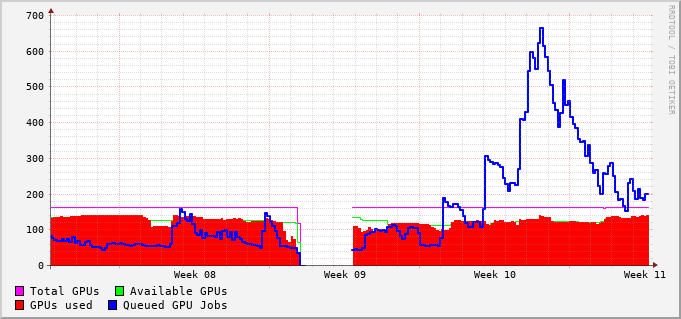 700
600
500
400
300
200
100
0
Week 08 Week 09 Week 10 Week 11
Total GPUs Available GPUs
GPUs used Queued GPU Jobs
RRDTOOL / TOBI OETIKER